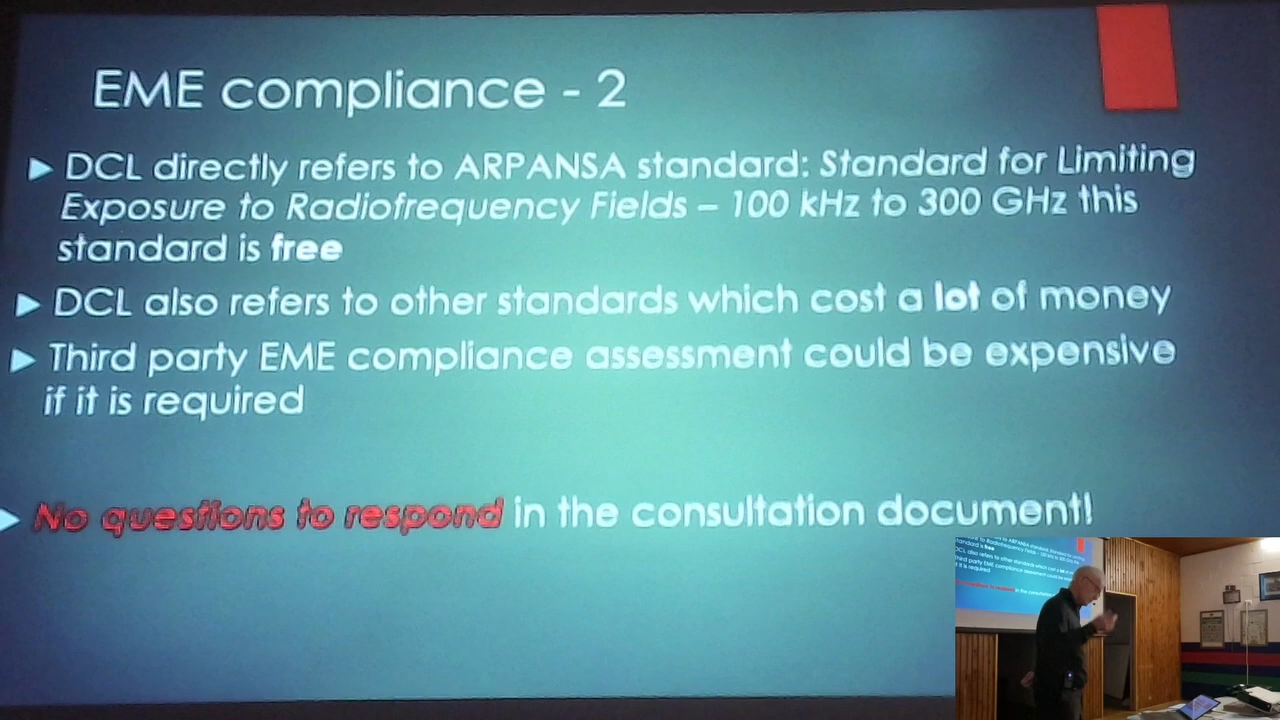 EME compliance - 2
DCL directly refers to ARPANSA standard: Standard for Limiting
Exposure to Radiofrequency Fields – 100 kHz to 300 GHz this
standard is free
DCL also refers to other standards which cost a lot of money
Third party EME compliance assessment could be expensive
if it is required
No questions to respond in the consultation document!